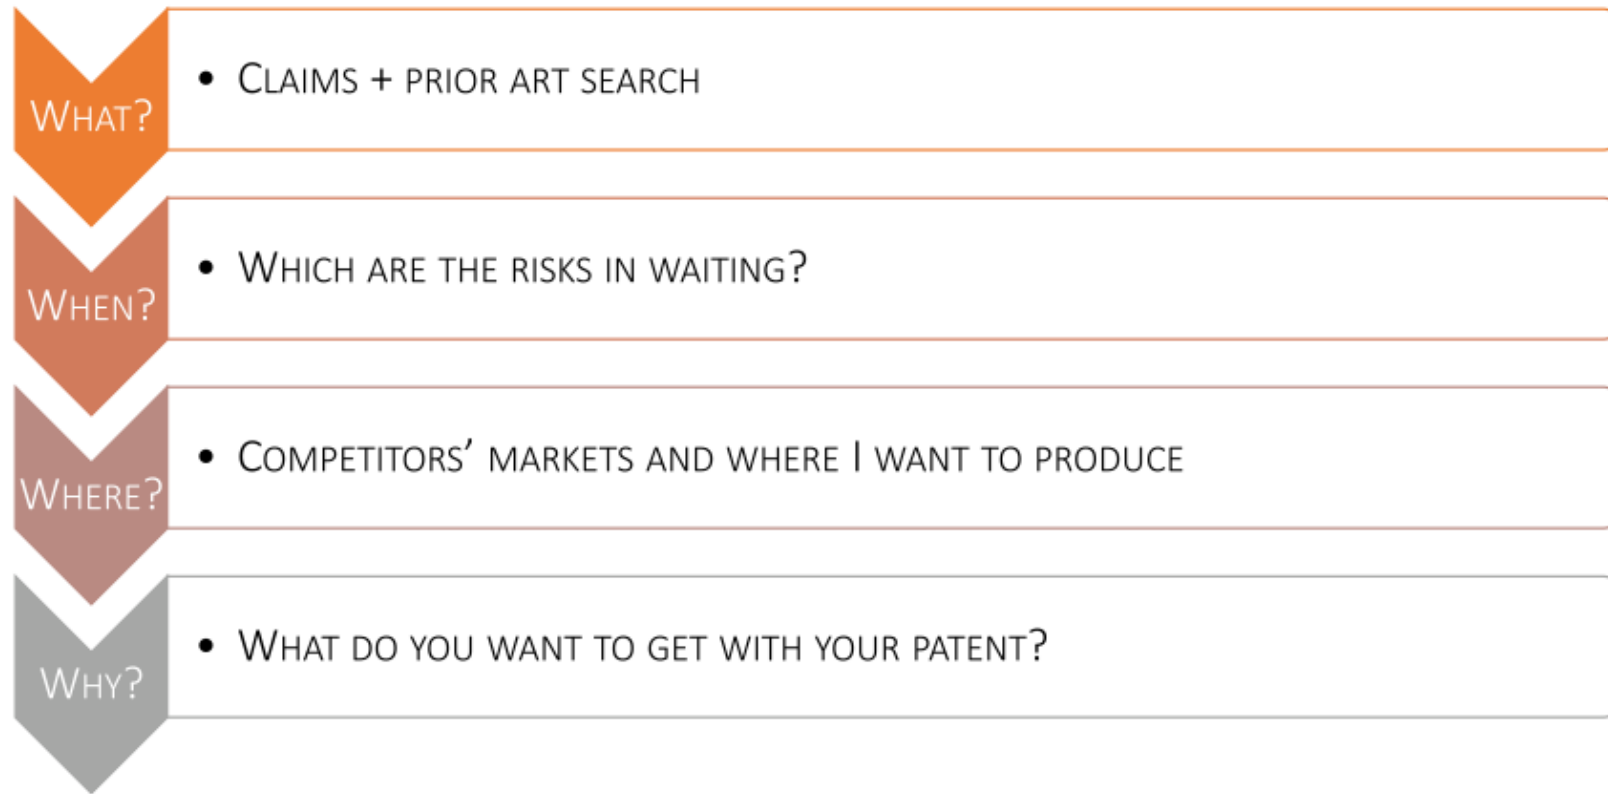 What?
• Claims + prior art search
When?
• Which are the risks in waiting?
Where?
• Competitors’ markets and where I want to produce
Why?
• What do you want to get with your patent?